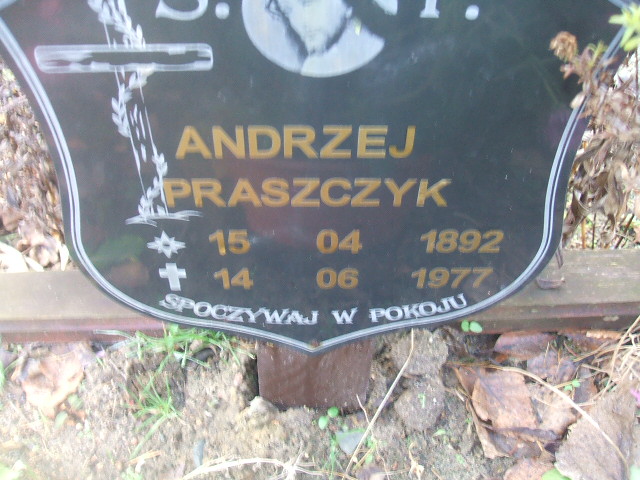 Ś. P.
ANDRZEJ
PRASZCZYK
15 04 1892
14 06 1977
SPOCZYWAJ W POKOJU